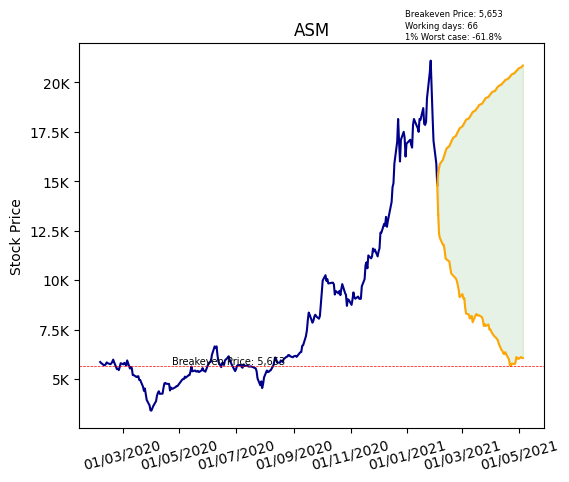 Breakeven Price: 5,653
Working days: 66
1% Worst case: -61.8%
ASM
Stock Price
20K
17.5K
15K
12.5K
10K
7.5K
5K
Breakeven Price: 5,653
01/03/2020
01/05/2020
01/07/2020
01/09/2020
01/11/2020
01/01/2021
01/03/2021
01/05/2021